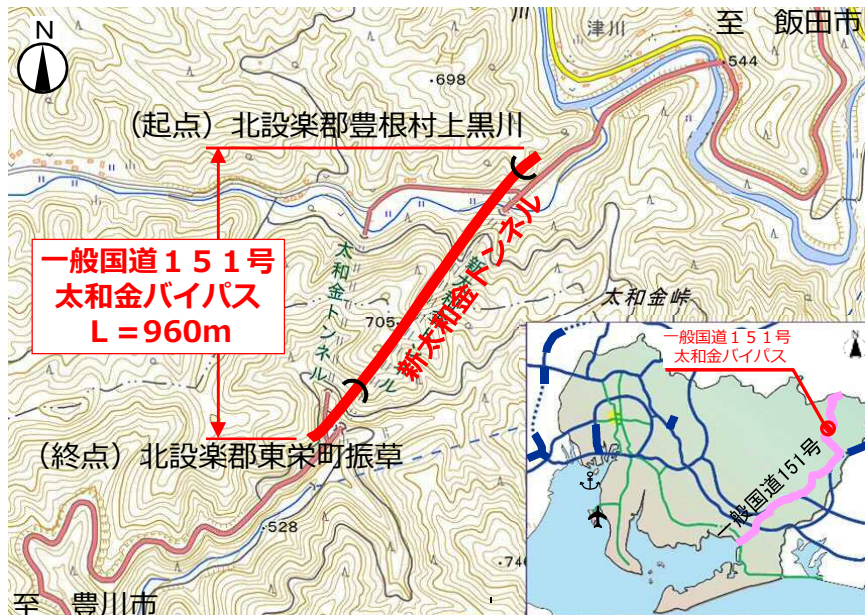 N
川
津川
至 飯田市
・544
・698
（起点）北設楽郡豊根村上黒川
一般国道１５１号
太和金バイパス
Ｌ＝960m
太和金トンネル
新太和金トンネル
705・
太和金峠
（終点）北設楽郡東栄町振草
・528
・746
至 豊川市
一般国道１５１号
太和金バイパス
一般国道151号